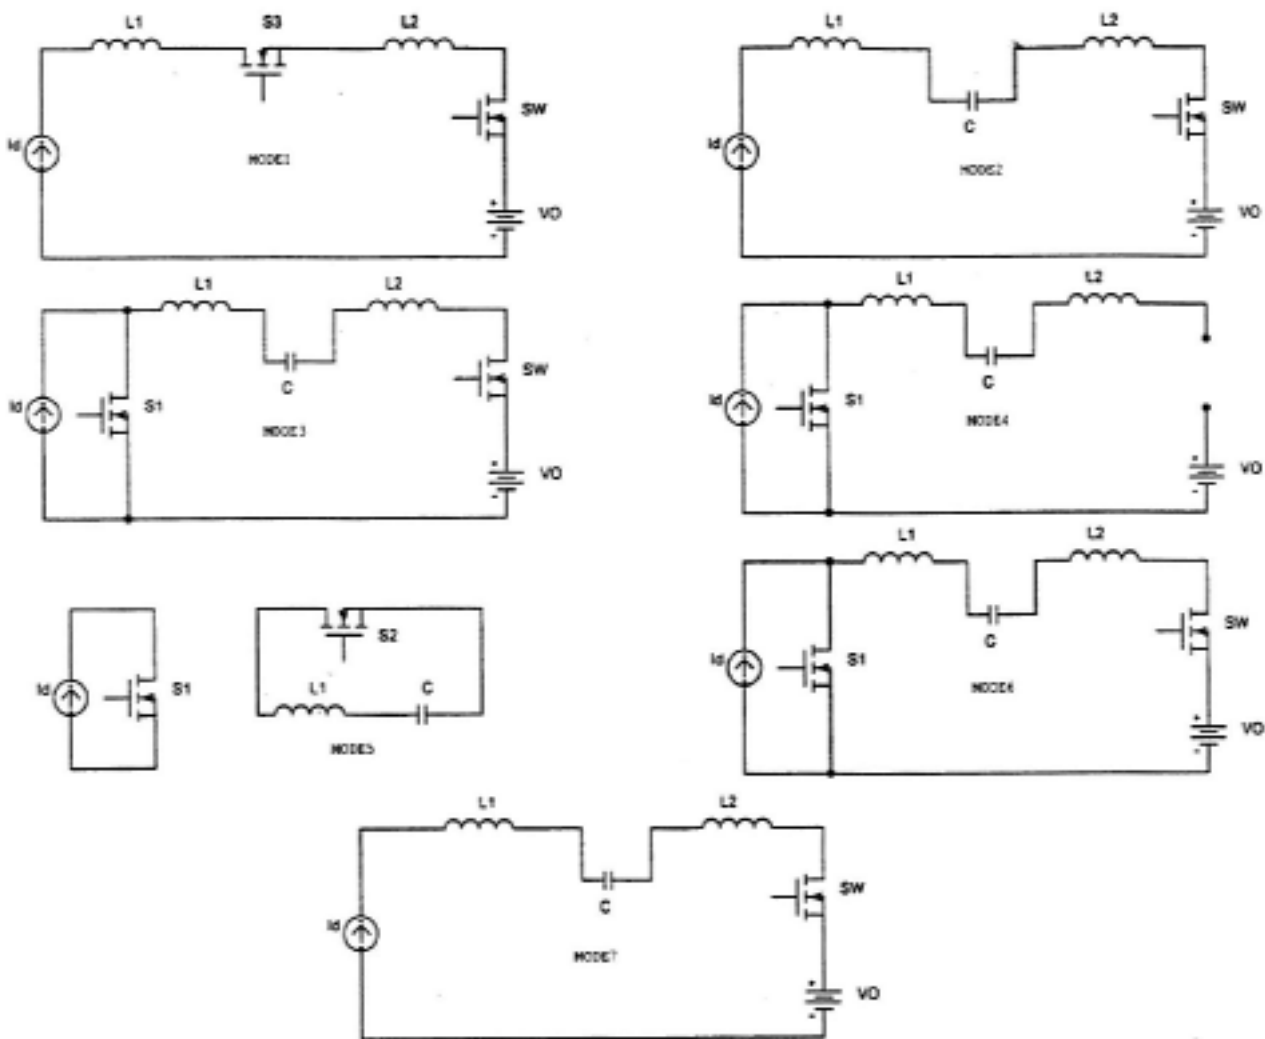 L1 S3 L2
SW
Id
MODE1
VO
L1 L2
SW
C
Id
MODE2
VO
L1 L2
SW
C
Id S1
MODE3
VO
L1 L2
C
Id S1
MODE4
VO
Id S1
S2
L1 C
MODE5
L1 L2
SW
C
Id S1
MODE6
VO
L1 L2
SW
C
Id
MODE7
VO